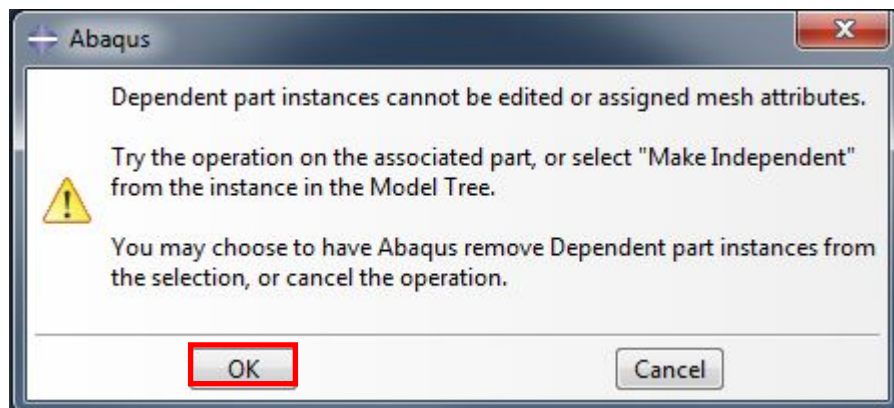 Abaqus
Dependent part instances cannot be edited or assigned mesh attributes.
Try the operation on the associated part, or select "Make Independent"
from the instance in the Model Tree.
You may choose to have Abaqus remove Dependent part instances from
the selection, or cancel the operation.
OK
Cancel